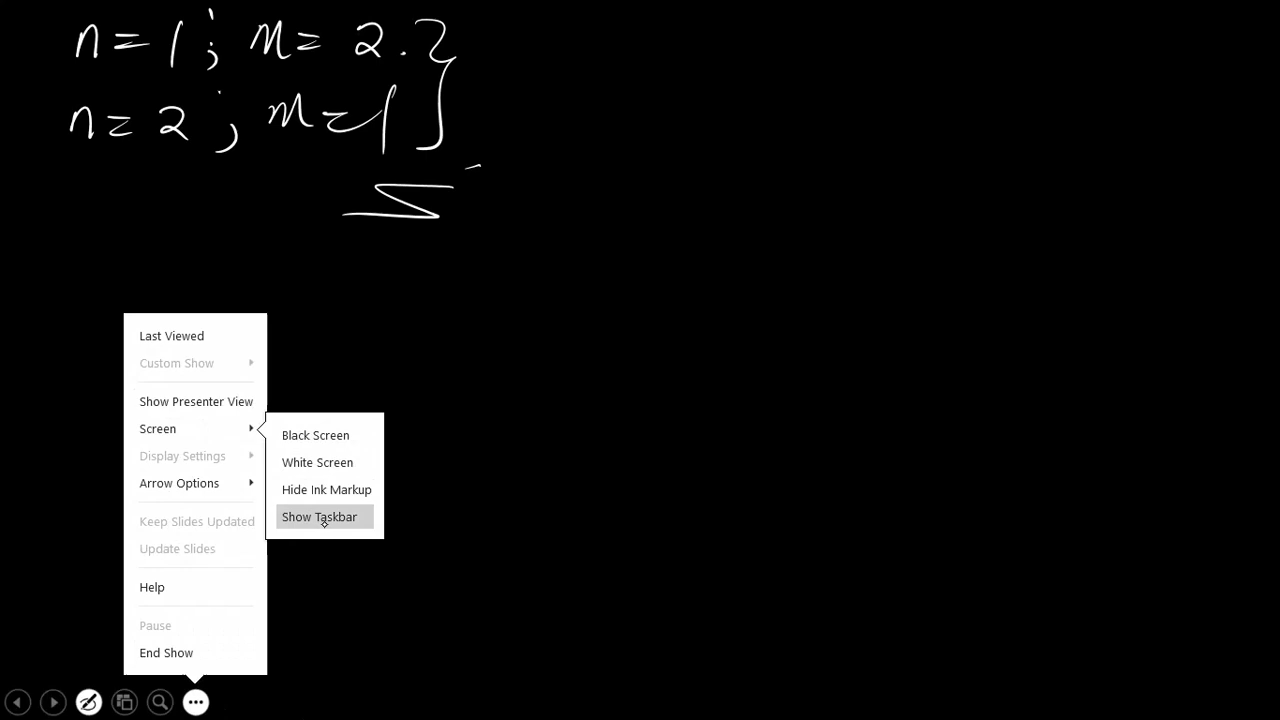 n = 1 ; m = 2 . }
n = 2 ; m = 1
Last Viewed
Custom Show
Show Presenter View
Screen
Display Settings
Arrow Options
Keep Slides Updated
Update Slides
Help
Pause
End Show
Black Screen
White Screen
Hide Ink Markup
Show Taskbar